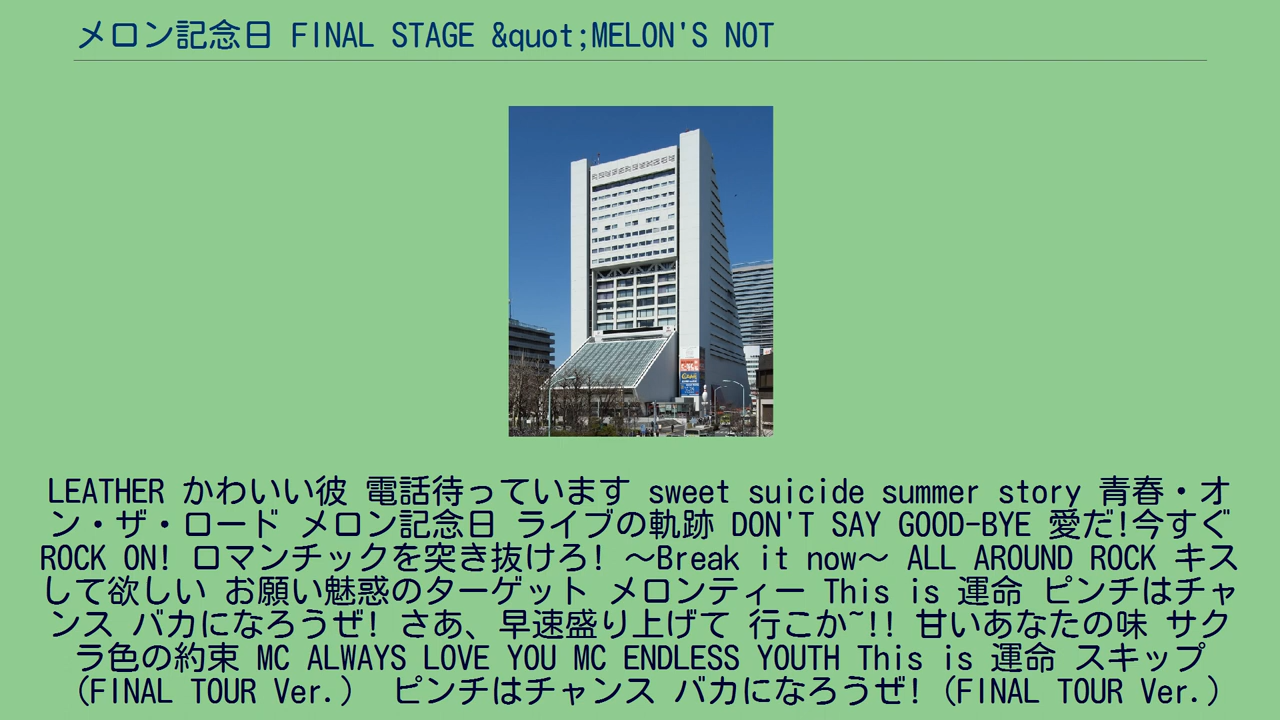 メロン記念日 FINAL STAGE &quot;MELON'S NOT
LEATHER かわいい彼 電話待っています sweet suicide summer story 青春・オ
ン・ザ・ロード メロン記念日 ライブの軌跡 DON'T SAY GOOD-BYE 愛だ!今すぐ
ROCK ON! ロマンチックを突き抜けろ! ～Break it now～ ALL AROUND ROCK キス
して欲しい お願い魅惑のターゲット メロンティー This is 運命 ピンチはチャ
ンス バカになろうぜ! さあ、早速盛り上げて 行こか~!! 甘いあなたの味 サク
ラ色の約束 MC ALWAYS LOVE YOU MC ENDLESS YOUTH This is 運命 スキップ
（FINAL TOUR Ver.） ピンチはチャンス バカになろうぜ!（FINAL TOUR Ver.）